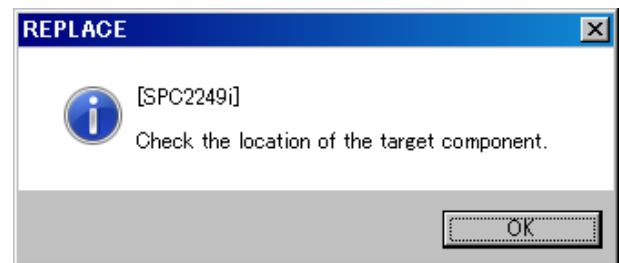 REPLACE
[SPC2249i]
Check the location of the target component.
OK